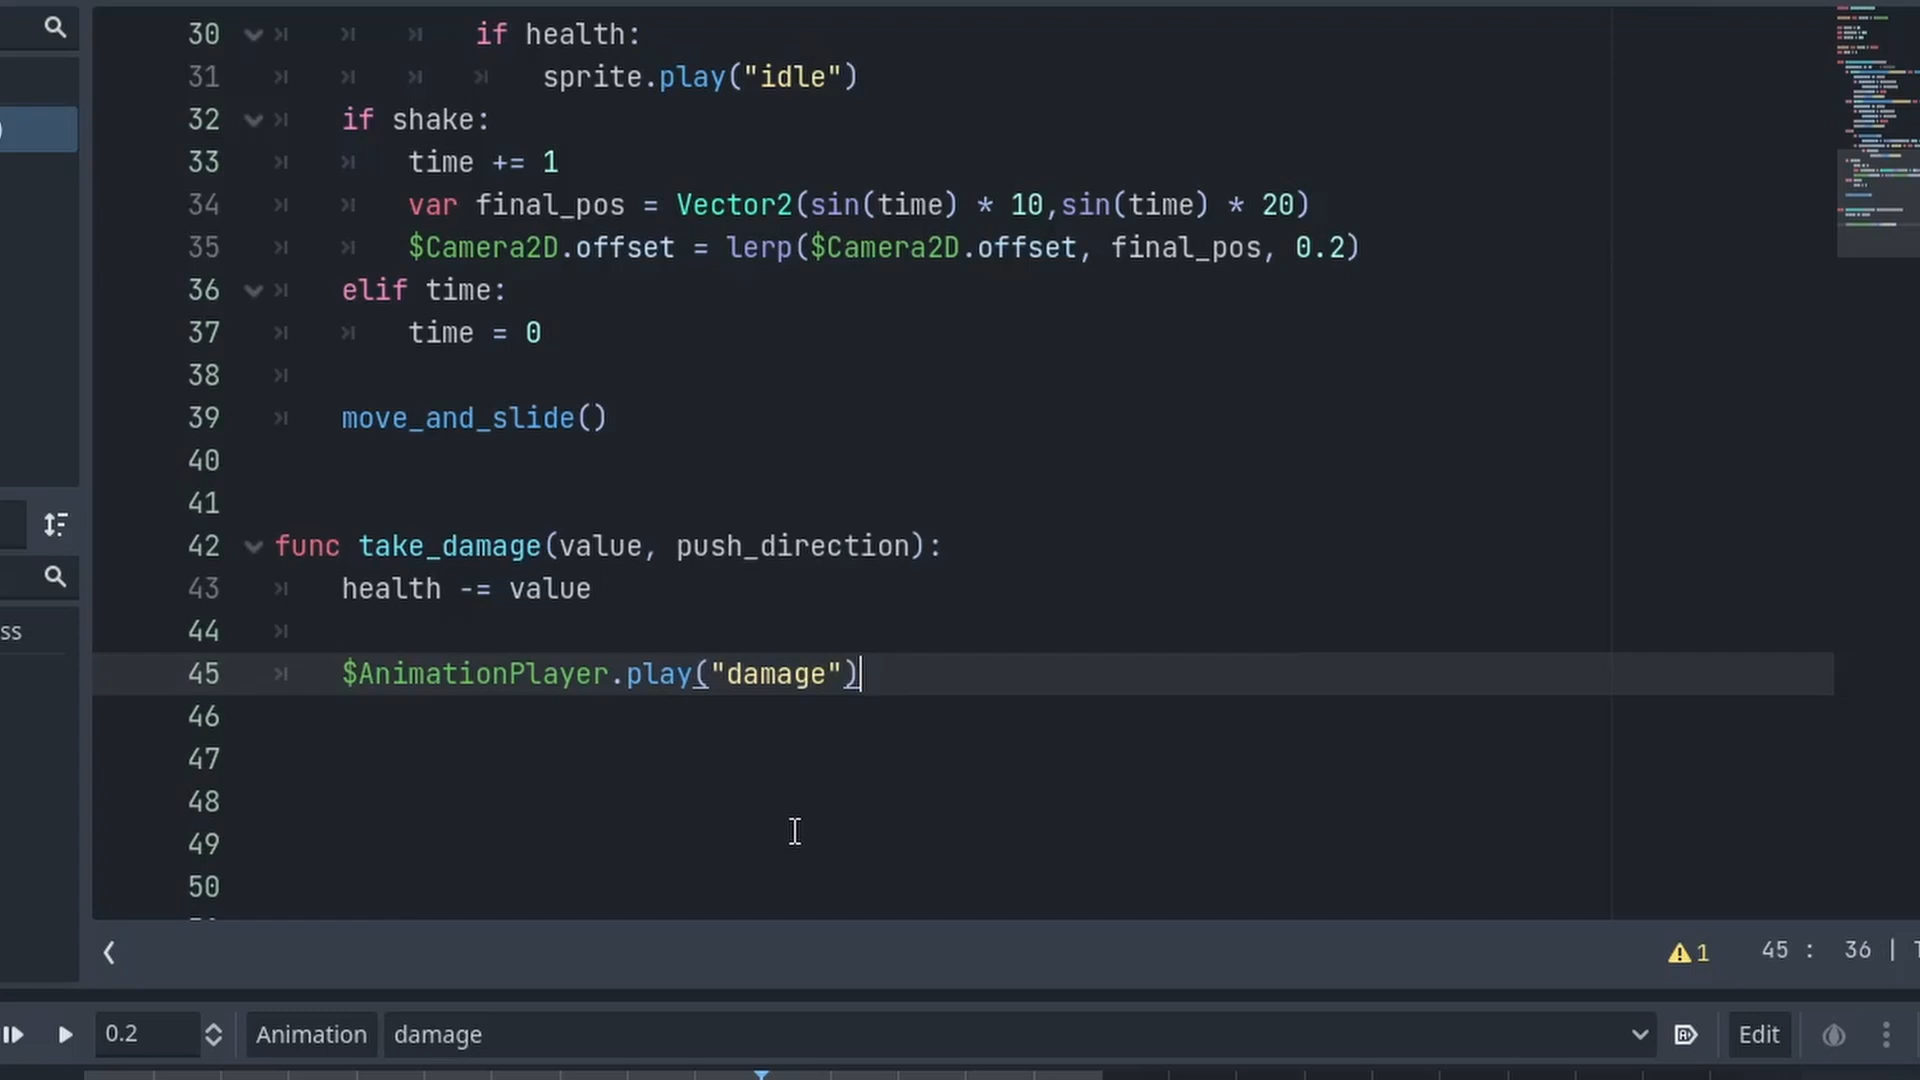 30 if health:
31 sprite.play("idle")
32 if shake:
33 time += 1
34 var final_pos = Vector2(sin(time) * 10,sin(time) * 20)
35 $Camera2D.offset = lerp($Camera2D.offset, final_pos, 0.2)
36 elif time:
37 time = 0
38
39 move_and_slide()
40
41
42 func take_damage(value, push_direction):
43 health -= value
44
ss
45 $AnimationPlayer.play("damage")
46
47
48
49
50
1 45 : 36 |
0.2 Animation damage Edit